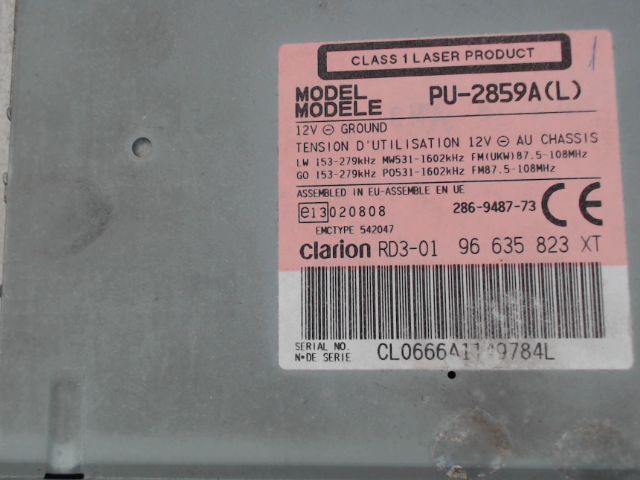 CLASS 1 LASER PRODUCT
1
MODEL
MODELE PU-2859A(L)
12V ⊖ GROUND
TENSION D'UTILISATION 12V ⊖ AU CHASSIS
LW 153-279kHz MW531-1602kHz FM(UKW)87.5-108MHz
GO 153-279kHz PO531-1602kHz FM87.5-108MHz
ASSEMBLED IN EU-ASSEMBLE EN UE
e13 020808 286-9487-73 CE
EMCTYPE 542047
clarion RD3-01 96 635 823 XT
SERIAL NO.
N°DE SERIE